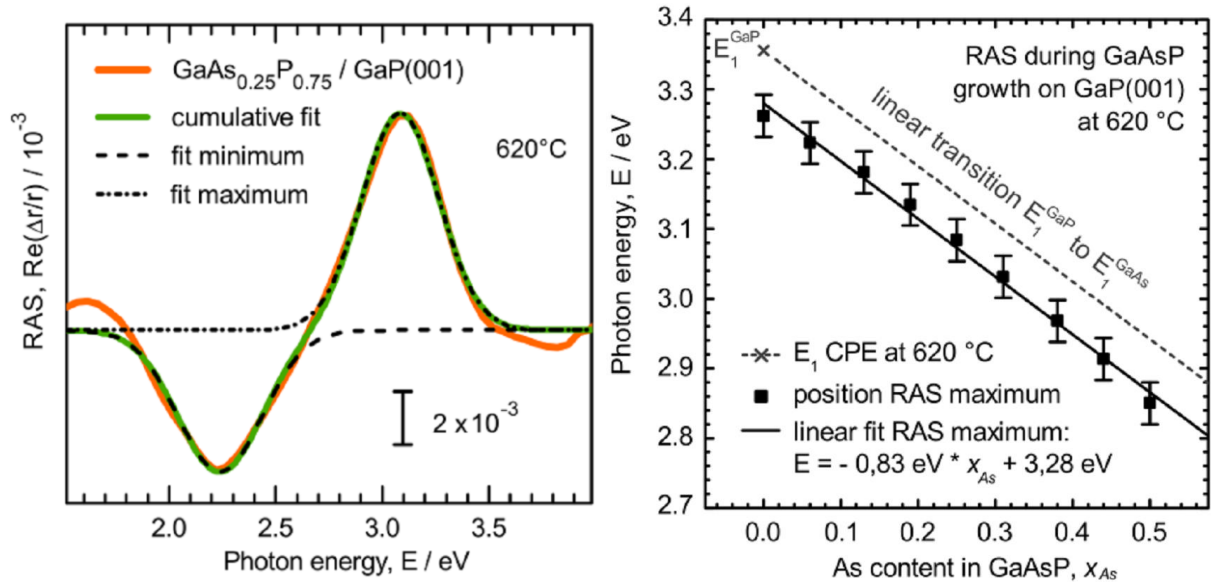 GaAs0.25P0.75 / GaP(001)
cumulative fit
fit minimum
fit maximum
620°C
2 x10-3
RAS, Re(Δr/r) / 10-3
2.0 2.5 3.0 3.5
Photon energy, E / eV
3.4
3.3
3.2
3.1
3.0
2.9
2.8
2.7
Photon energy, E / eV
E1GaP
RAS during GaAsP
growth on GaP(001)
at 620 °C
linear transition E1GaP to E1GaAs
E1 CPE at 620 °C
position RAS maximum
linear fit RAS maximum:
E = - 0,83 eV * xAs + 3,28 eV
0.0 0.1 0.2 0.3 0.4 0.5
As content in GaAsP, xAs